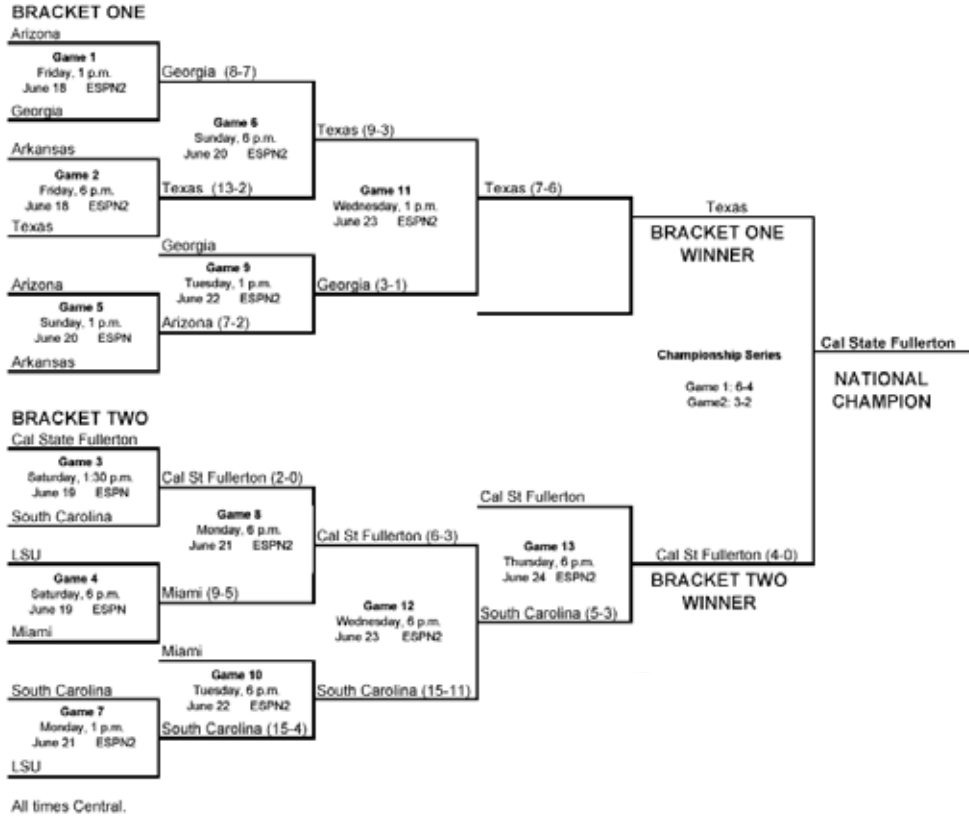 BRACKET ONE
Arizona
Game 1
Friday, 1 p.m.
June 18 ESPN2
Georgia
Georgia (8-7)
Arkansas
Game 2
Friday, 6 p.m.
June 18 ESPN2
Texas
Texas (13-2)
Game 6
Sunday, 6 p.m.
June 20 ESPN2
Texas (9-3)
Arizona
Game 5
Sunday, 1 p.m.
June 20 ESPN
Arkansas
Georgia
Game 9
Tuesday, 1 p.m.
June 22 ESPN2
Arizona (7-2)
Georgia (3-1)
Game 11
Wednesday, 1 p.m.
June 23 ESPN2
Texas (7-6)
Texas
BRACKET ONE
WINNER
Championship Series
Game 1: 6-4
Game2: 3-2
Cal State Fullerton
NATIONAL
CHAMPION
BRACKET TWO
Cal State Fullerton
Game 3
Saturday, 1:30 p.m.
June 19 ESPN
South Carolina
Cal St Fullerton (2-0)
LSU
Game 4
Saturday, 6 p.m.
June 19 ESPN
Miami
Miami (9-5)
Game 8
Monday, 6 p.m.
June 21 ESPN2
Cal St Fullerton (6-3)
South Carolina
Game 7
Monday, 1 p.m.
June 21 ESPN2
LSU
Miami
Game 10
Tuesday, 6 p.m.
June 22 ESPN2
South Carolina (15-4)
South Carolina (15-11)
Game 12
Wednesday, 6 p.m.
June 23 ESPN2
Cal St Fullerton
Game 13
Thursday, 6 p.m.
June 24 ESPN2
South Carolina (5-3)
Cal St Fullerton (4-0)
BRACKET TWO
WINNER
All times Central.